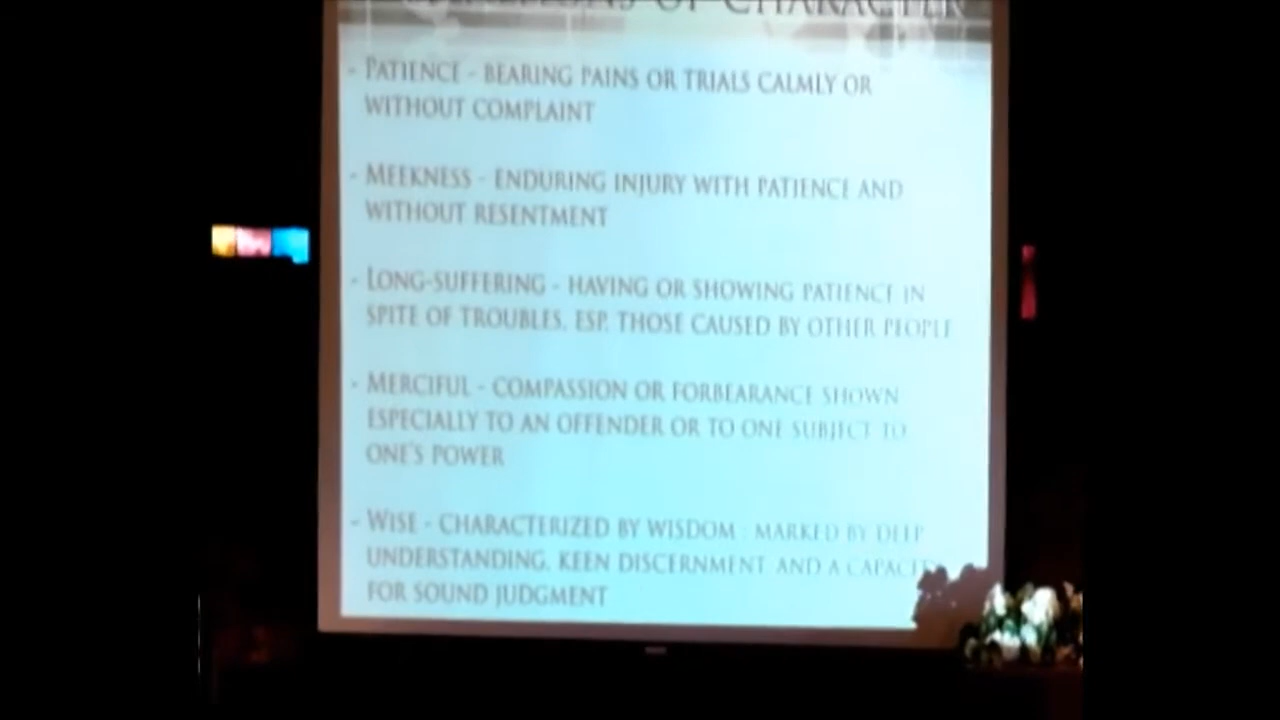 OF CHARACTER
- PATIENCE - BEARING PAINS OR TRIALS CALMLY OR
WITHOUT COMPLAINT
- MEEKNESS - ENDURING INJURY WITH PATIENCE AND
WITHOUT RESENTMENT
- LONG-SUFFERING - HAVING OR SHOWING PATIENCE IN
SPITE OF TROUBLES, ESP. THOSE CAUSED BY OTHER PEOPLE
- MERCIFUL - COMPASSION OR FORBEARANCE SHOWN
ESPECIALLY TO AN OFFENDER OR TO ONE SUBJECT TO
ONE'S POWER
- WISE - CHARACTERIZED BY WISDOM : MARKED BY DEEP
UNDERSTANDING, KEEN DISCERNMENT AND A
FOR SOUND JUDGMENT